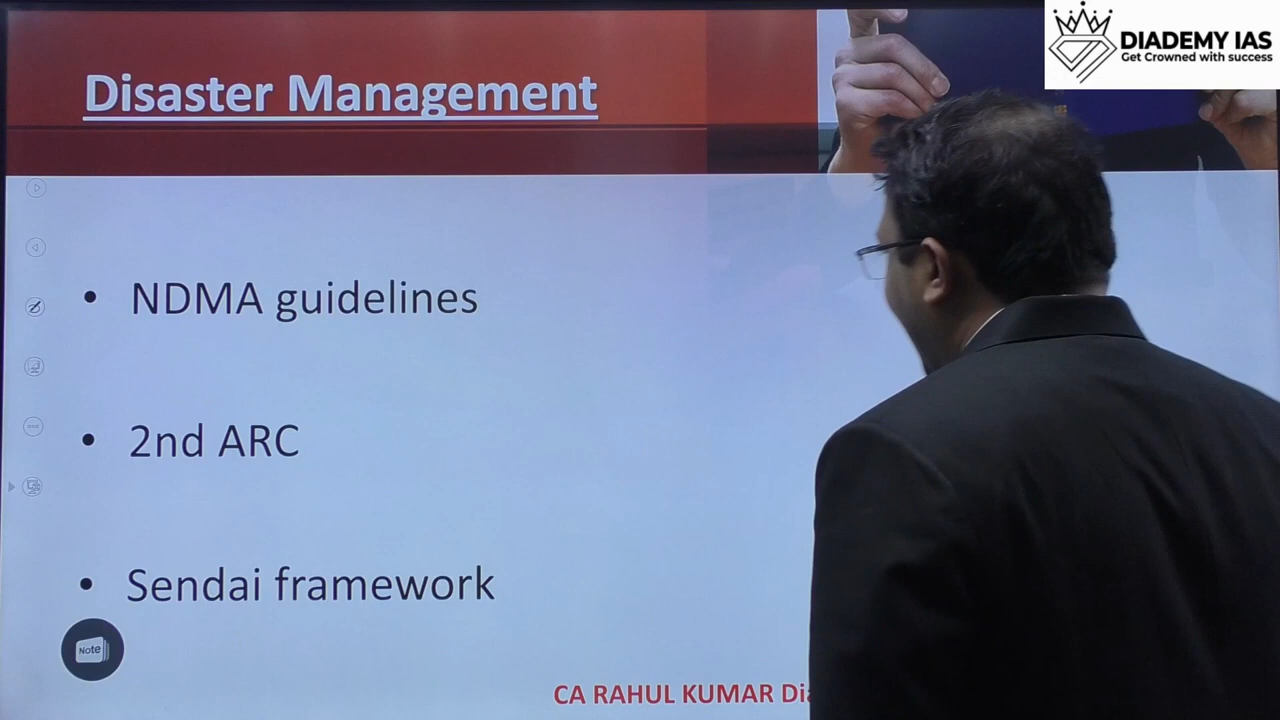 DIADEMY IAS
Get Crowned with success
Disaster Management
• NDMA guidelines
• 2nd ARC
• Sendai framework
Note
CA RAHUL KUMAR